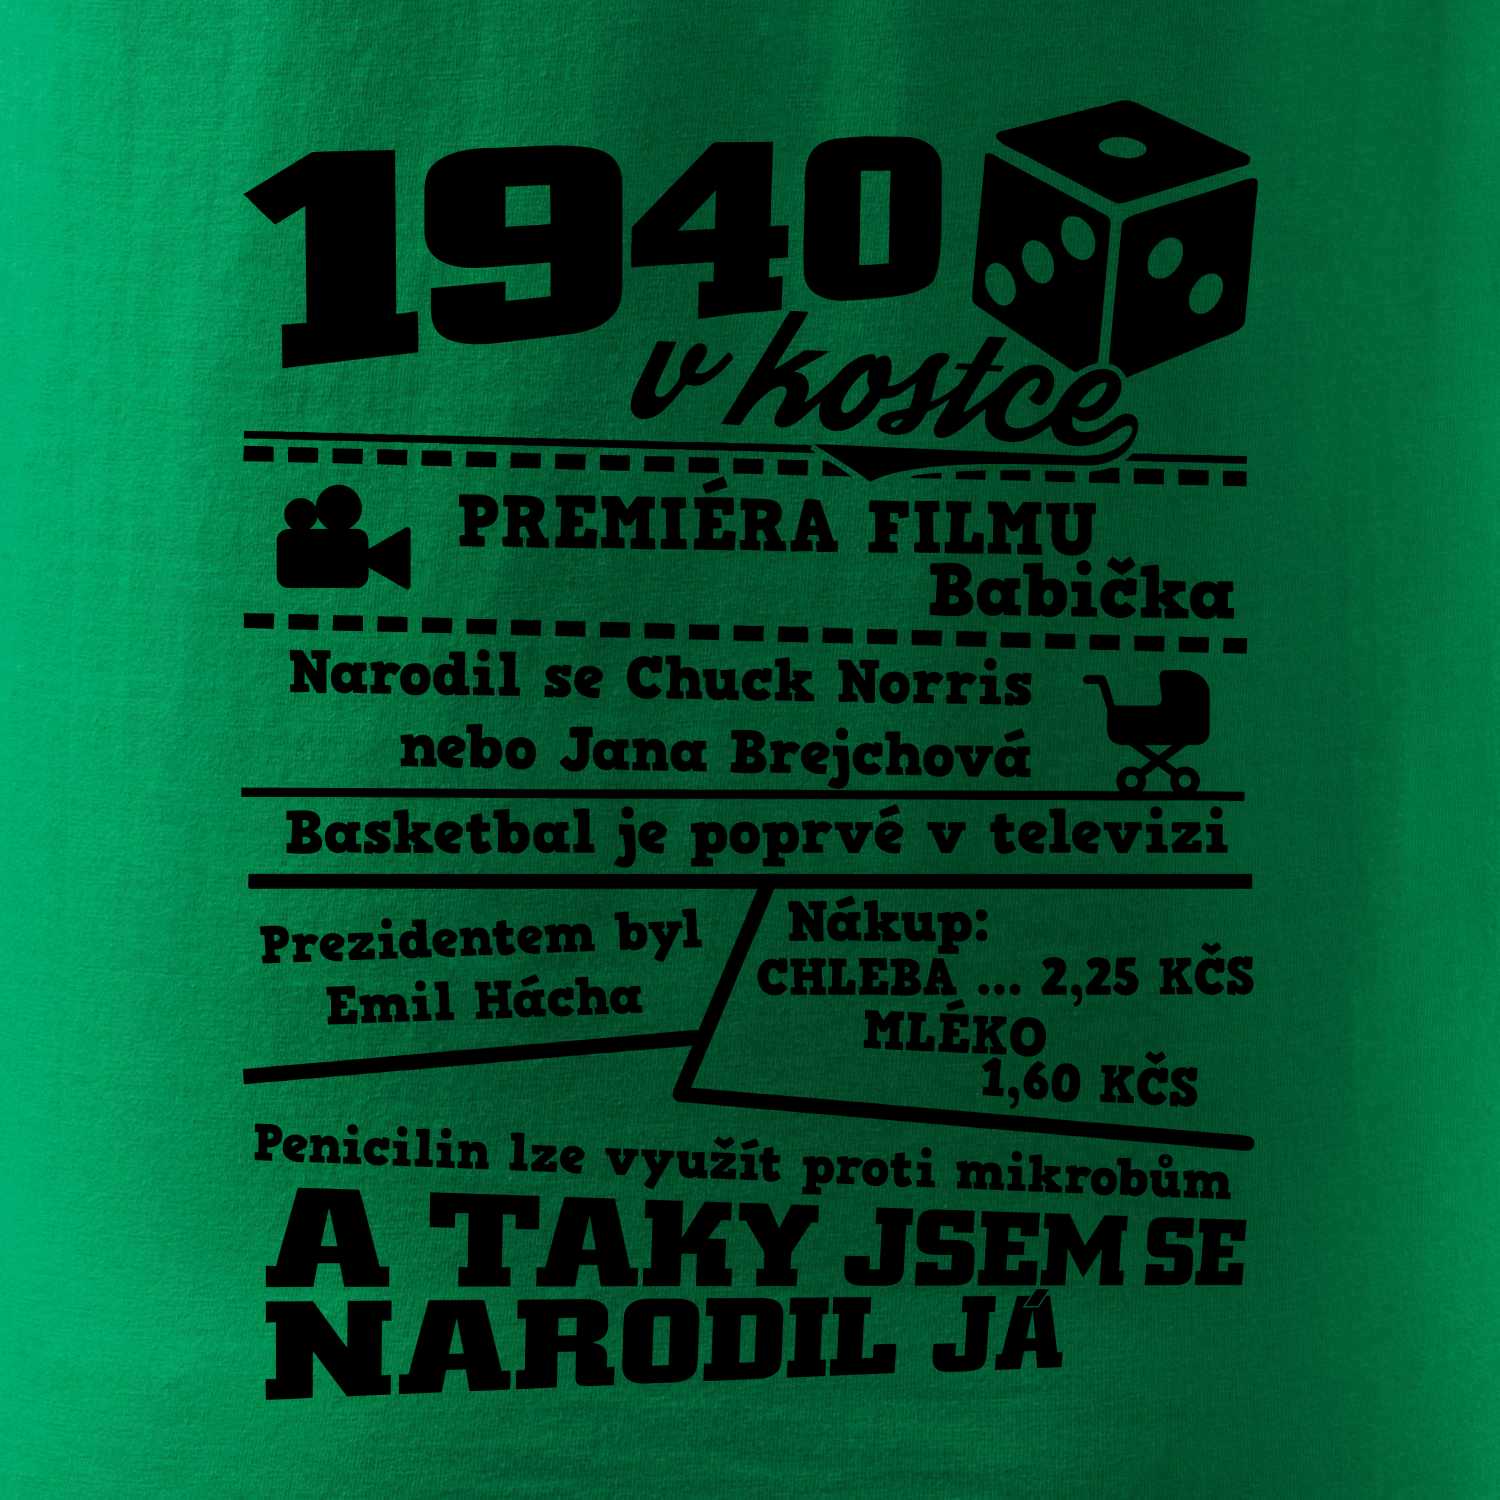 1940
v kostce
PREMIÉRA FILMU
Babička
Narodil se Chuck Norris
nebo Jana Brejchová
Basketbal je poprvé v televizi
Prezidentem byl
Emil Hácha
Nákup:
CHLEBA ... 2,25 KČS
MLÉKO
1,60 KČS
Penicilin lze využít proti mikrobům
A TAKY JSEM SE
NARODIL JÁ